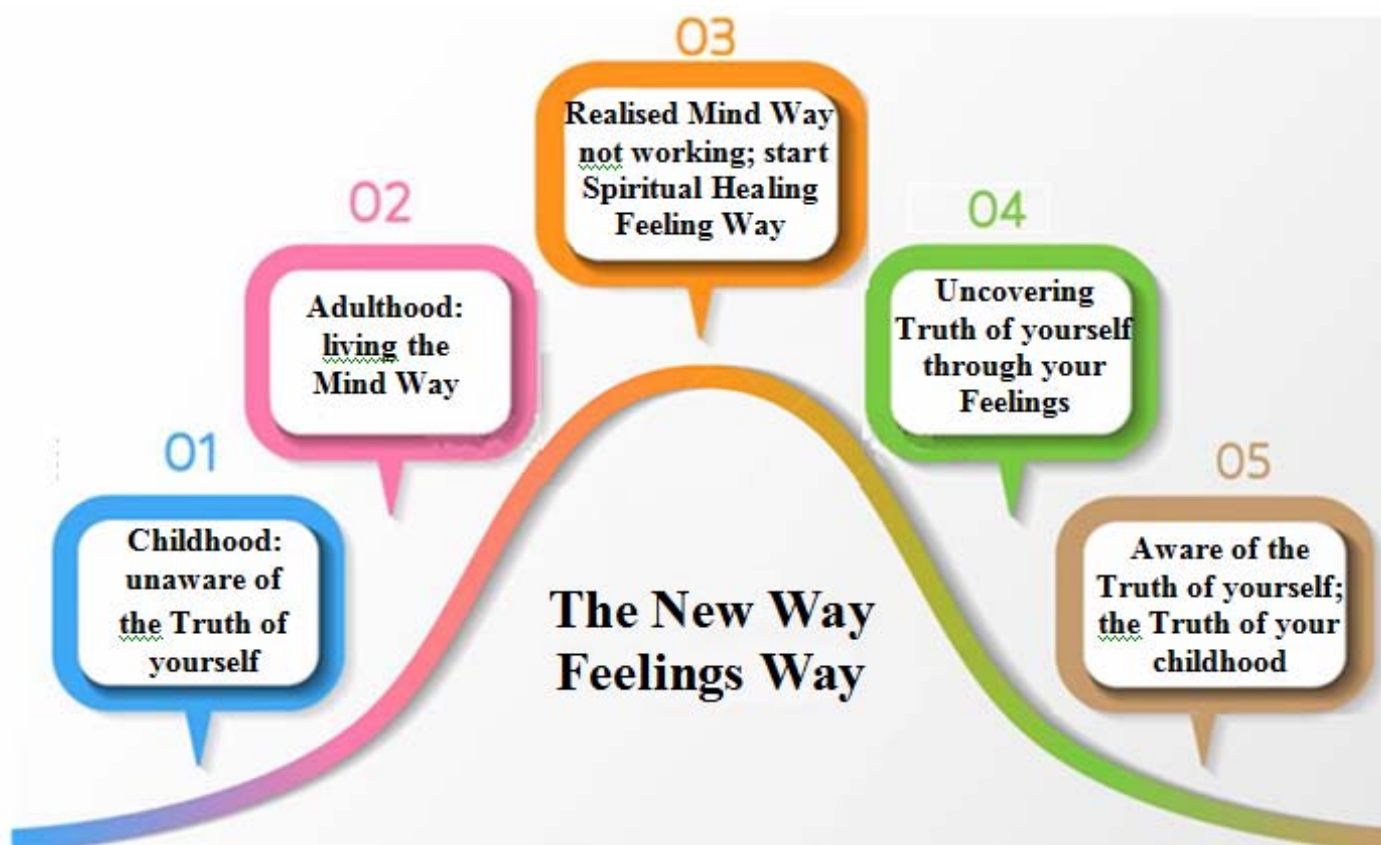 01
Childhood:
unaware of
the Truth of
yourself
02
Adulthood:
living the
Mind Way
03
Realised Mind Way
not working; start
Spiritual Healing
Feeling Way
04
Uncovering
Truth of yourself
through your
Feelings
05
Aware of the
Truth of yourself;
the Truth of your
childhood
The New Way
Feelings Way